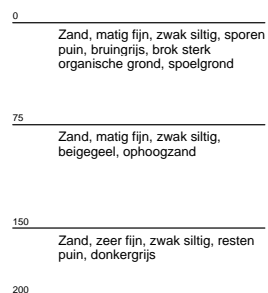 0
Zand, matig fijn, zwak siltig, sporen
puin, bruingrijs, brok sterk
organische grond, spoelgrond
75
Zand, matig fijn, zwak siltig,
beigegeel, ophoogzand
150
Zand, zeer fijn, zwak siltig, resten
puin, donkergrijs
200